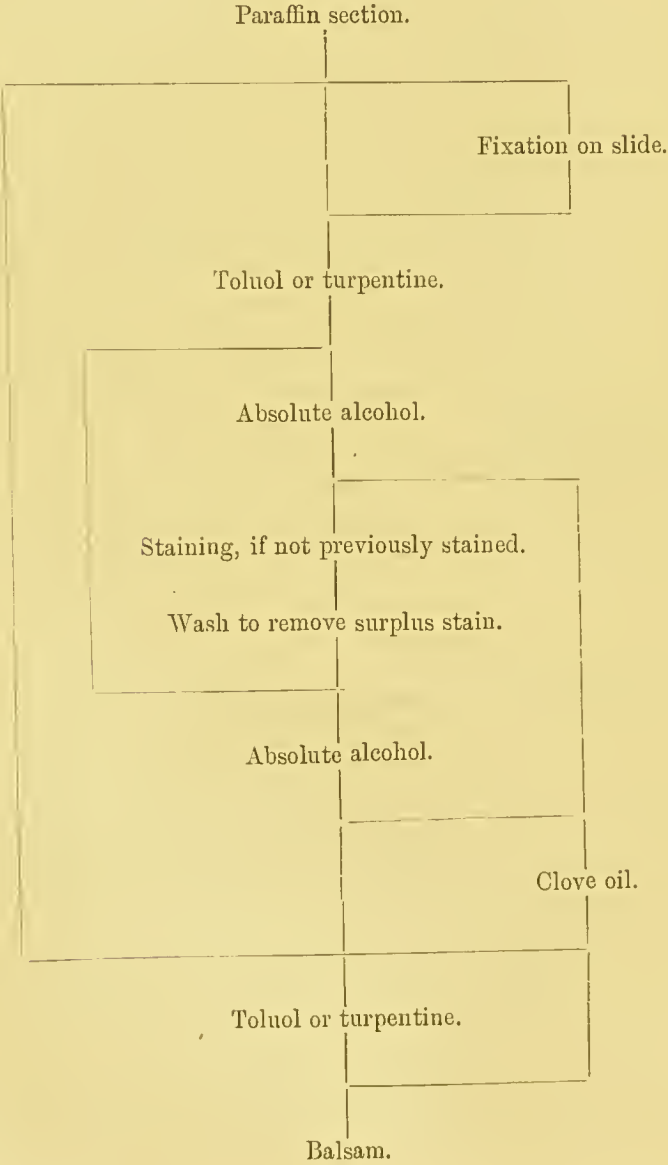 Paraffin section.
Fixation on slide.
Toluol or turpentine.
Absolute alcohol.
Staining, if not previously stained.
Wash to remove surplus stain.
Absolute alcohol.
Clove oil.
Toluol or turpentine.
Balsam.